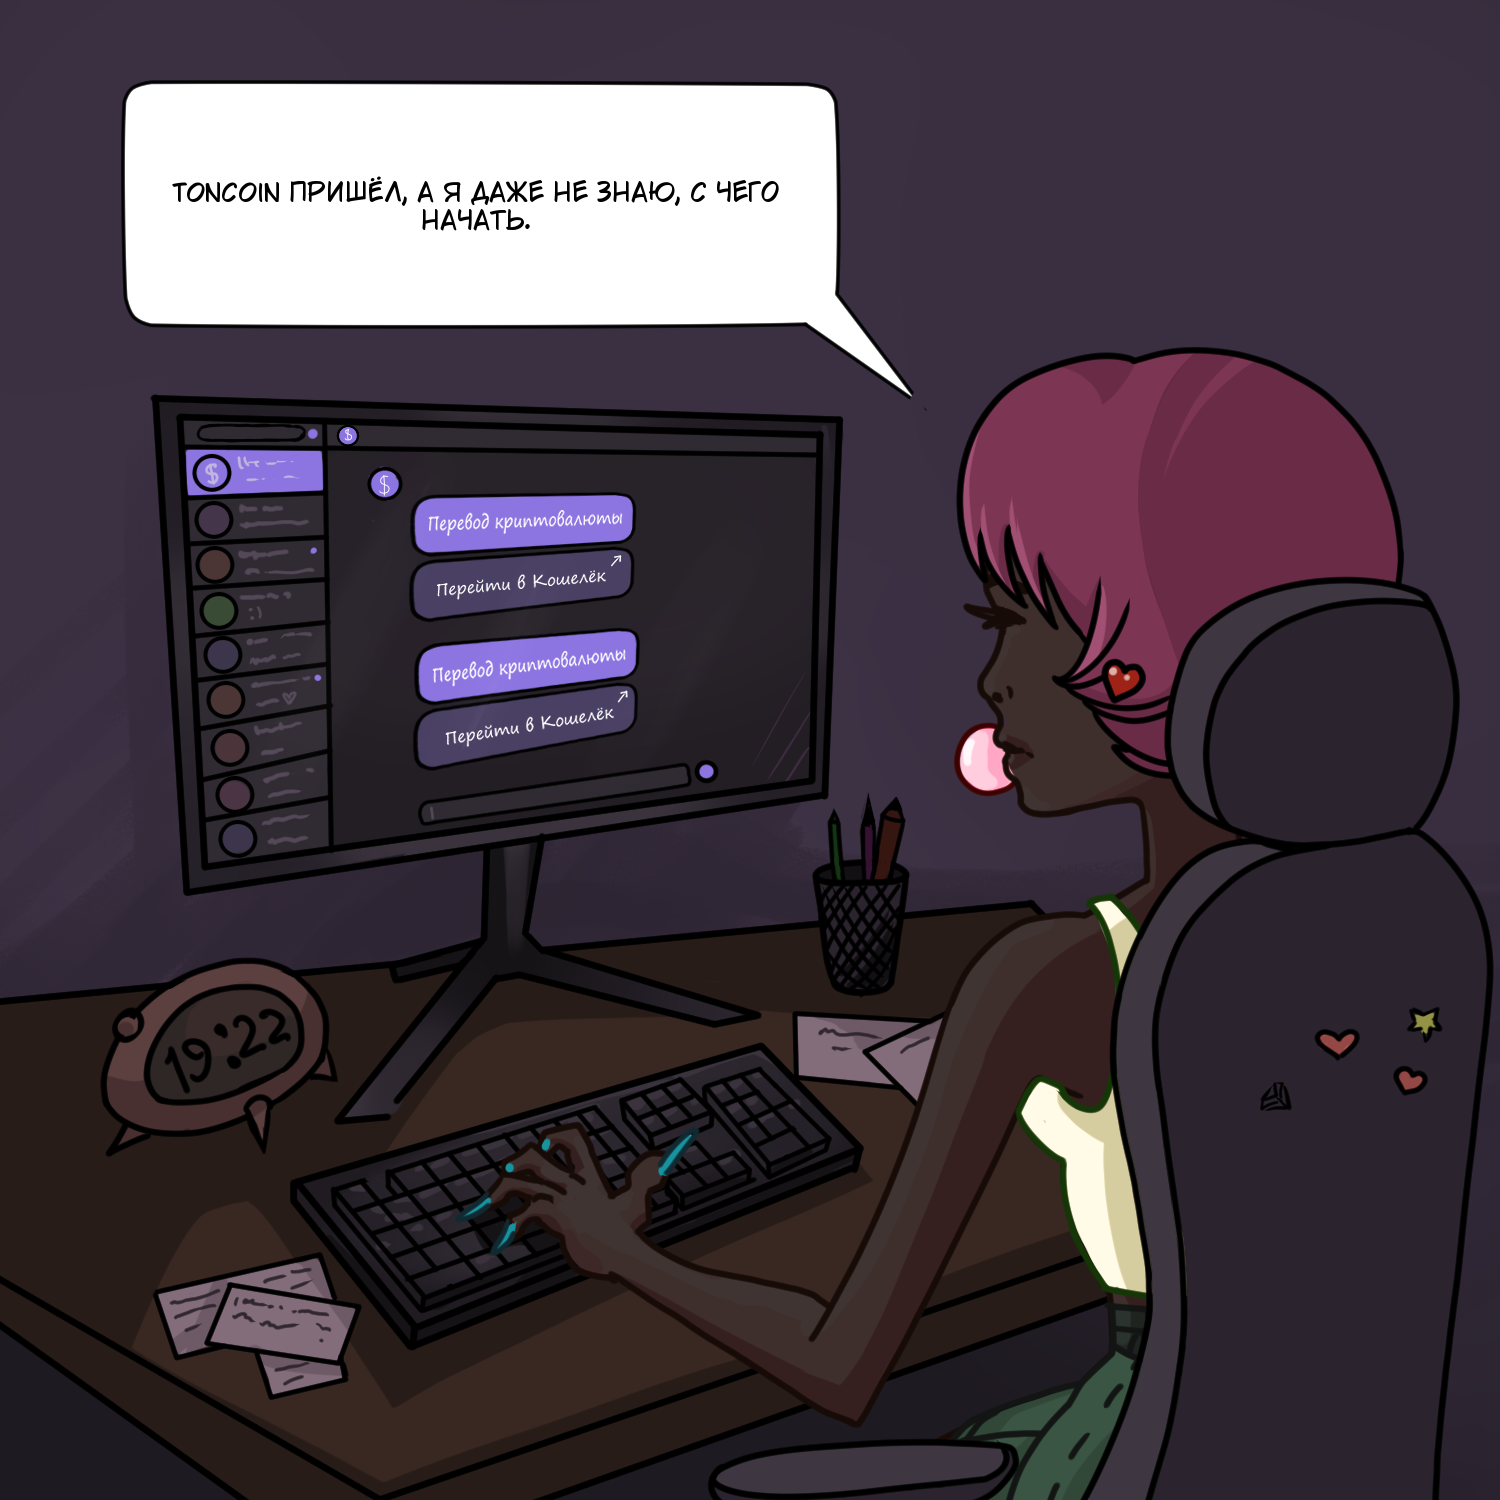 TONCOIN ПРИШЁЛ, А Я ДАЖЕ НЕ ЗНАЮ, С ЧЕГО
НАЧАТЬ.
$
$
$
Перевод криптовалюты
Перейти в Кошелёк
:)
Перевод криптовалюты
Перейти в Кошелёк
19:22